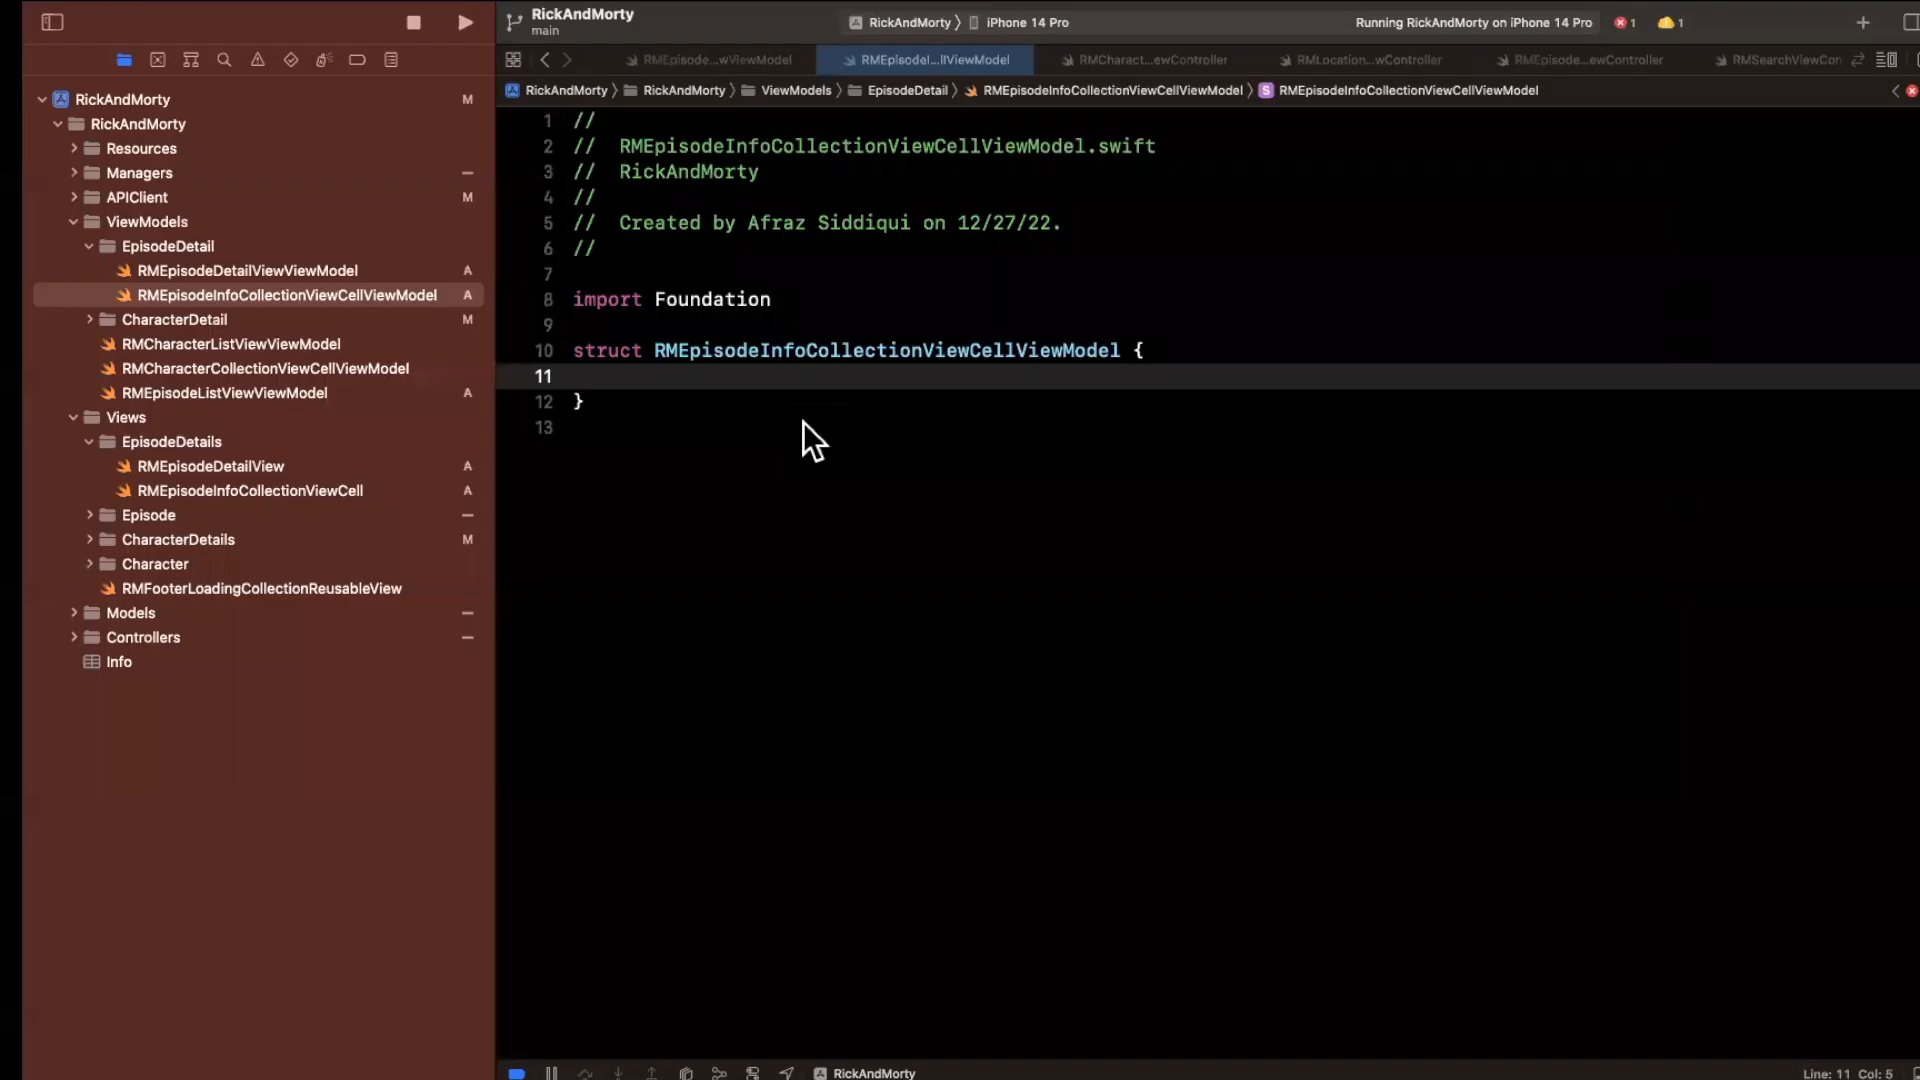 RickAndMorty
main
RickAndMorty
iPhone 14 Pro
Running RickAndMorty on iPhone 14 Pro
1
1
RMEpisode...wViewModel
RMEpisodeI...llViewModel
RMCharact...ewController
RMLocation...wController
RMEpisode...ewController
RMSearchViewCon
RickAndMorty
RickAndMorty
ViewModels
EpisodeDetail
RMEpisodeInfoCollectionViewCellViewModel
S
RMEpisodeInfoCollectionViewCellViewModel
RickAndMorty M
RickAndMorty
Resources
Managers
APIClient M
ViewModels
EpisodeDetail
RMEpisodeDetailViewViewModel A
RMEpisodeInfoCollectionViewCellViewModel A
CharacterDetail M
RMCharacterListViewViewModel
RMCharacterCollectionViewCellViewModel
RMEpisodeListViewViewModel A
Views
EpisodeDetails
RMEpisodeDetailView A
RMEpisodeInfoCollectionViewCell A
Episode
CharacterDetails M
Character
RMFooterLoadingCollectionReusableView
Models
Controllers
Info
1 //
2 // RMEpisodeInfoCollectionViewCellViewModel.swift
3 // RickAndMorty
4 //
5 // Created by Afraz Siddiqui on 12/27/22.
6 //
7
8 import Foundation
9
10 struct RMEpisodeInfoCollectionViewCellViewModel {
11
12 }
13
RickAndMorty
Line: 11 Col: 5